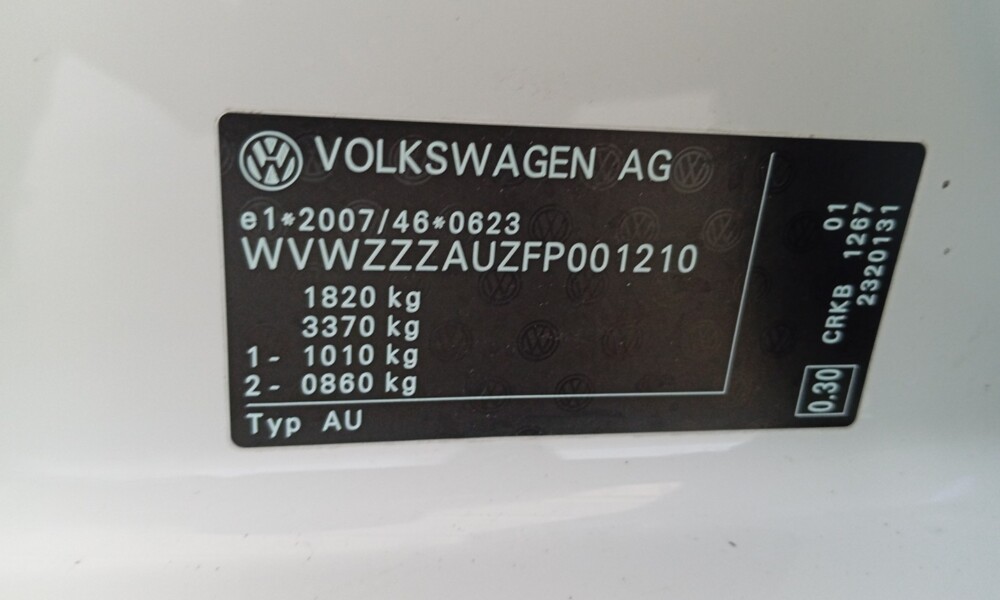 VOLKSWAGEN AG
e1*2007/46*0623
WVWZZZAUZFP001210
1820 kg
3370 kg
1- 1010 kg
2- 0860 kg
Typ AU
01
CRKB 1267
2320131
0.30